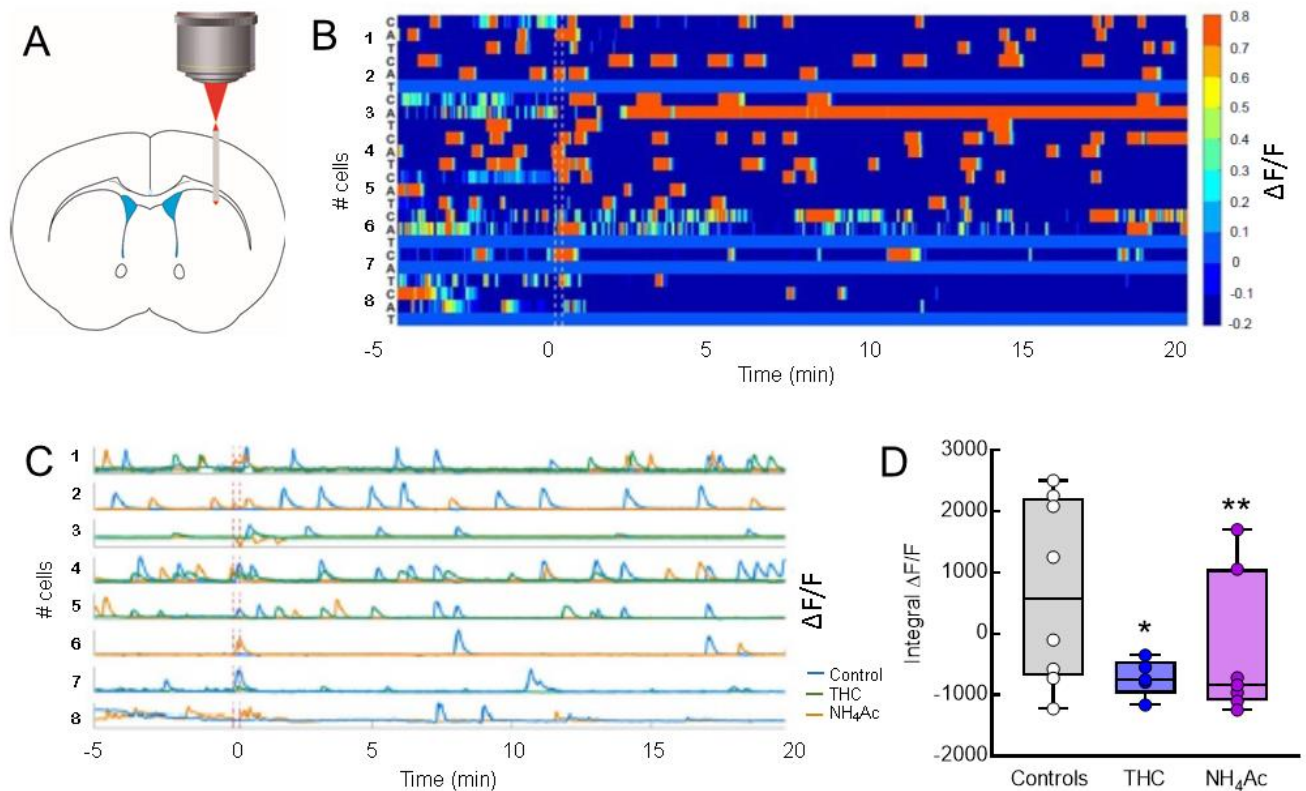 A
B
# cells
1
2
3
4
5
6
7
8
C
A
T
C
A
T
C
A
T
C
A
T
C
A
T
C
A
T
C
A
T
C
A
T
-5 0 5 10 15 20
Time (min)
0.8
0.7
0.6
0.5
0.4
0.3
0.2
0.1
0
-0.1
-0.2
ΔF/F
C
# cells
1
2
3
4
5
6
7
8
-5 0 5 10 15 20
Time (min)
ΔF/F
Control
THC
NH₄Ac
D
Integral ΔF/F
3000
2000
1000
0
-1000
-2000
*
**
Controls THC NH₄Ac